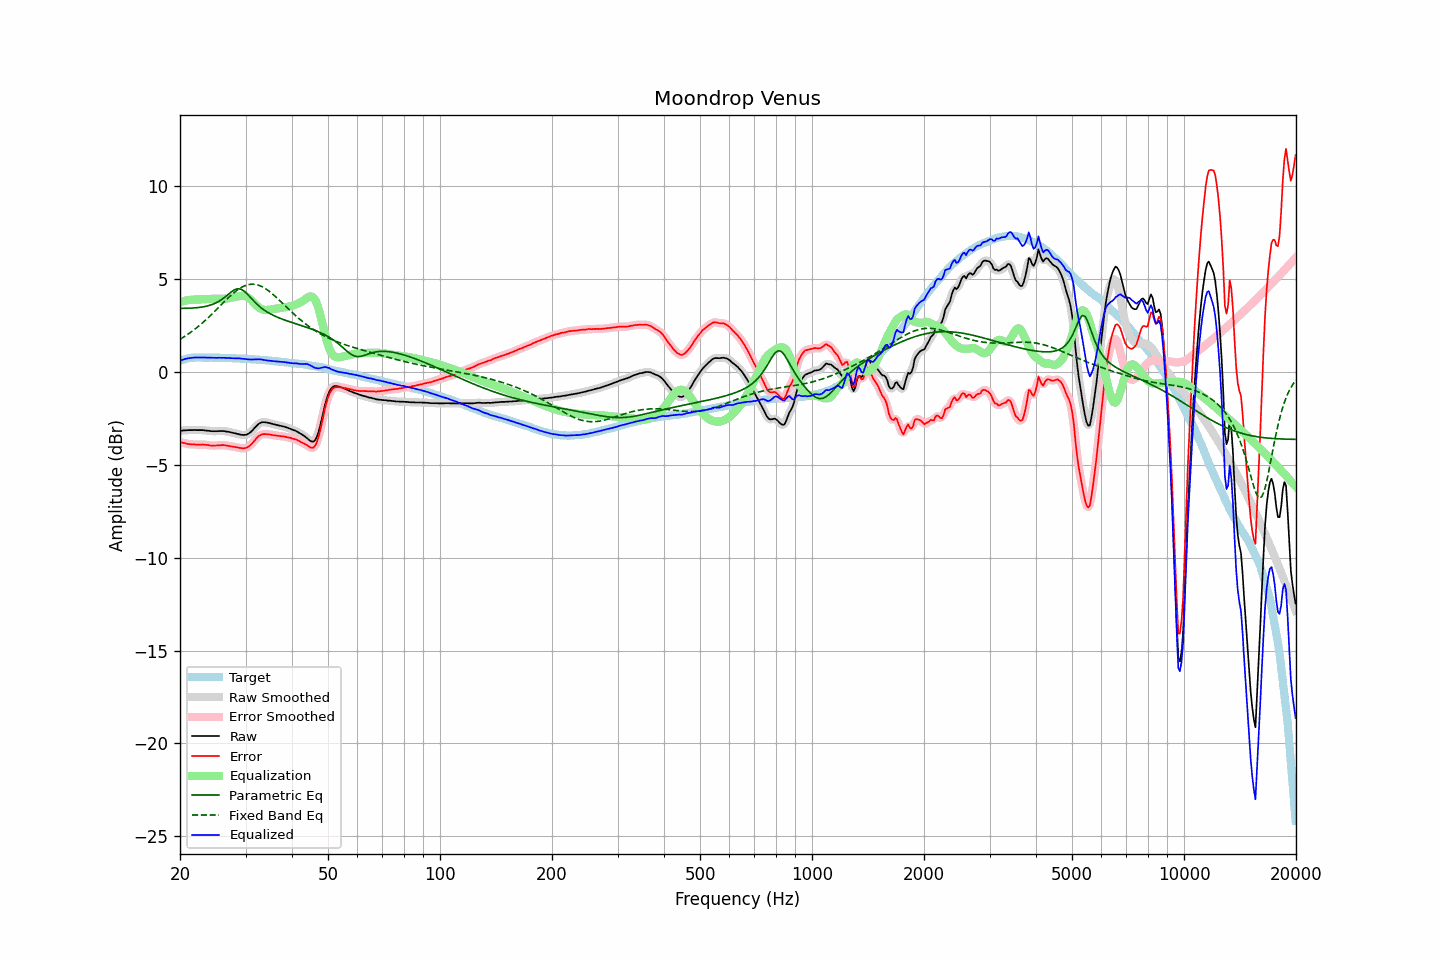 Moondrop Venus
Amplitude (dBr)
10
5
0
−5
−10
−15
−20
−25
Target
Raw Smoothed
Error Smoothed
Raw
Error
Equalization
Parametric Eq
Fixed Band Eq
Equalized
20 50 100 200 500 1000 2000 5000 10000 20000
Frequency (Hz)